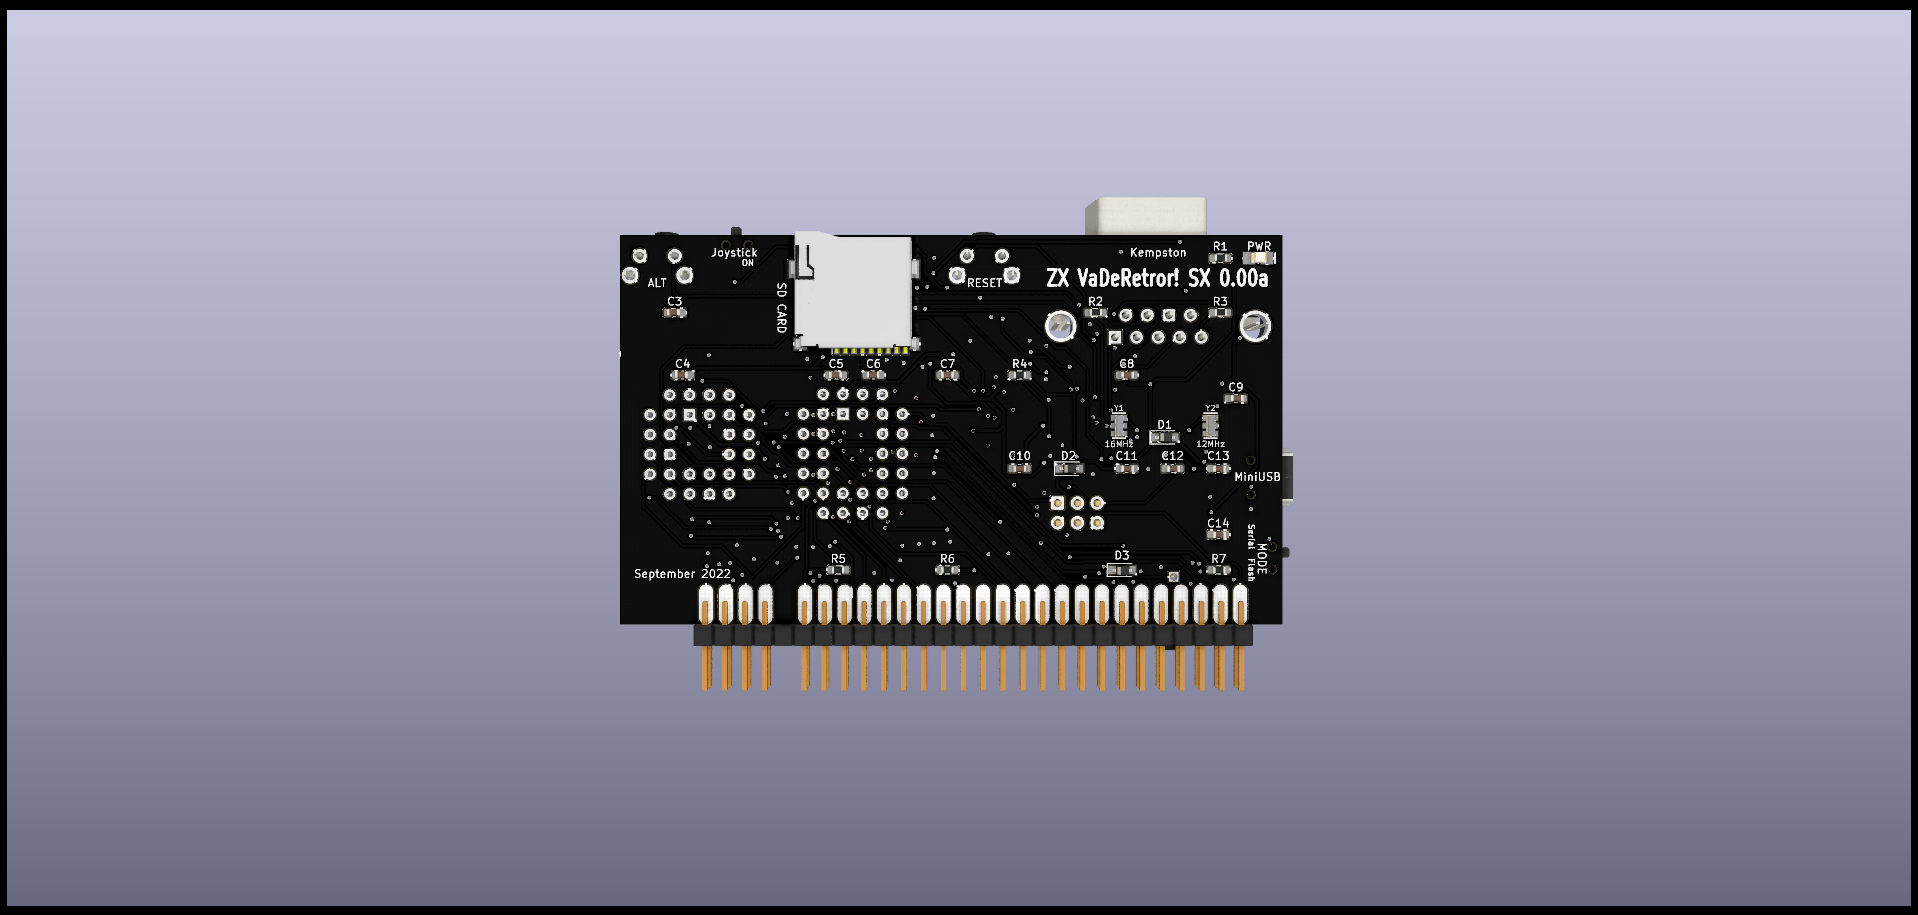 Joystick
ON
Kempston
R1
PWR
ALT
RESET
ZX VaDeRetror! SX 0.00a
SD CARD
C3
R2
R3
C4
C5
C6
C7
R4
C8
C9
Y1
Y2
D1
16MHz
12MHz
C10
D2
C11
C12
C13
MiniUSB
C14
Serial Flash
MODE
R5
R6
D3
R7
September 2022